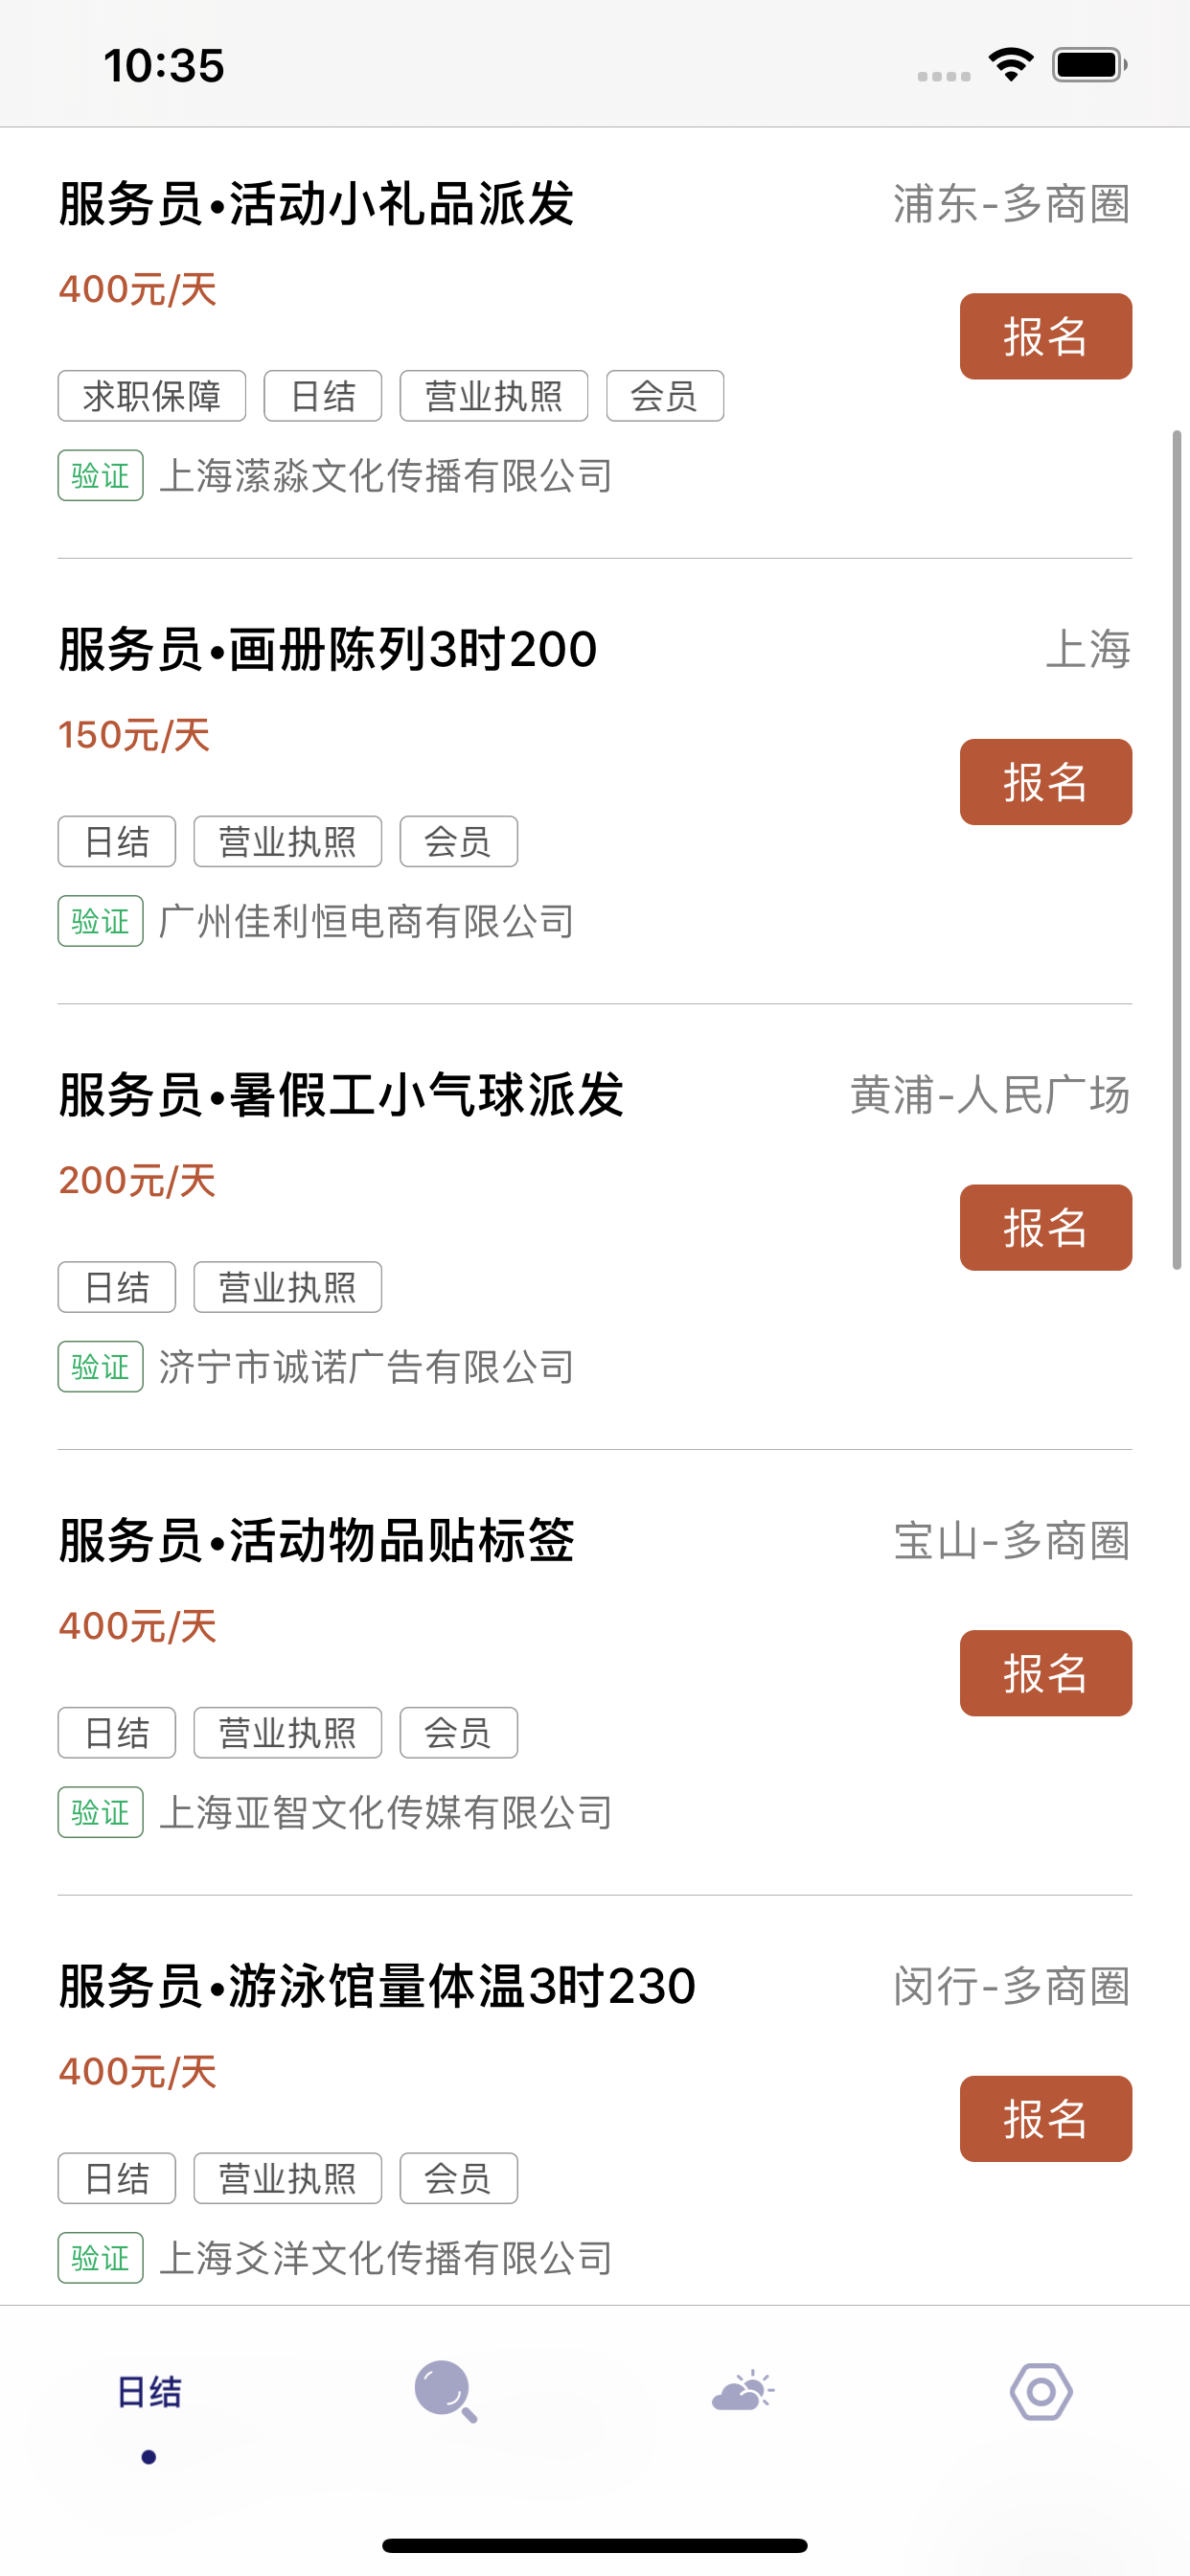 10:35
服务员•活动小礼品派发 浦东-多商圈
400元/天
报名
求职保障 日结 营业执照 会员
验证 上海潆淼文化传播有限公司
服务员•画册陈列3时200 上海
150元/天
报名
日结 营业执照 会员
验证 广州佳利恒电商有限公司
服务员•暑假工小气球派发 黄浦-人民广场
200元/天
报名
日结 营业执照
验证 济宁市诚诺广告有限公司
服务员•活动物品贴标签 宝山-多商圈
400元/天
报名
日结 营业执照 会员
验证 上海亚智文化传媒有限公司
服务员•游泳馆量体温3时230 闵行-多商圈
400元/天
报名
日结 营业执照 会员
验证 上海爻洋文化传播有限公司
日结